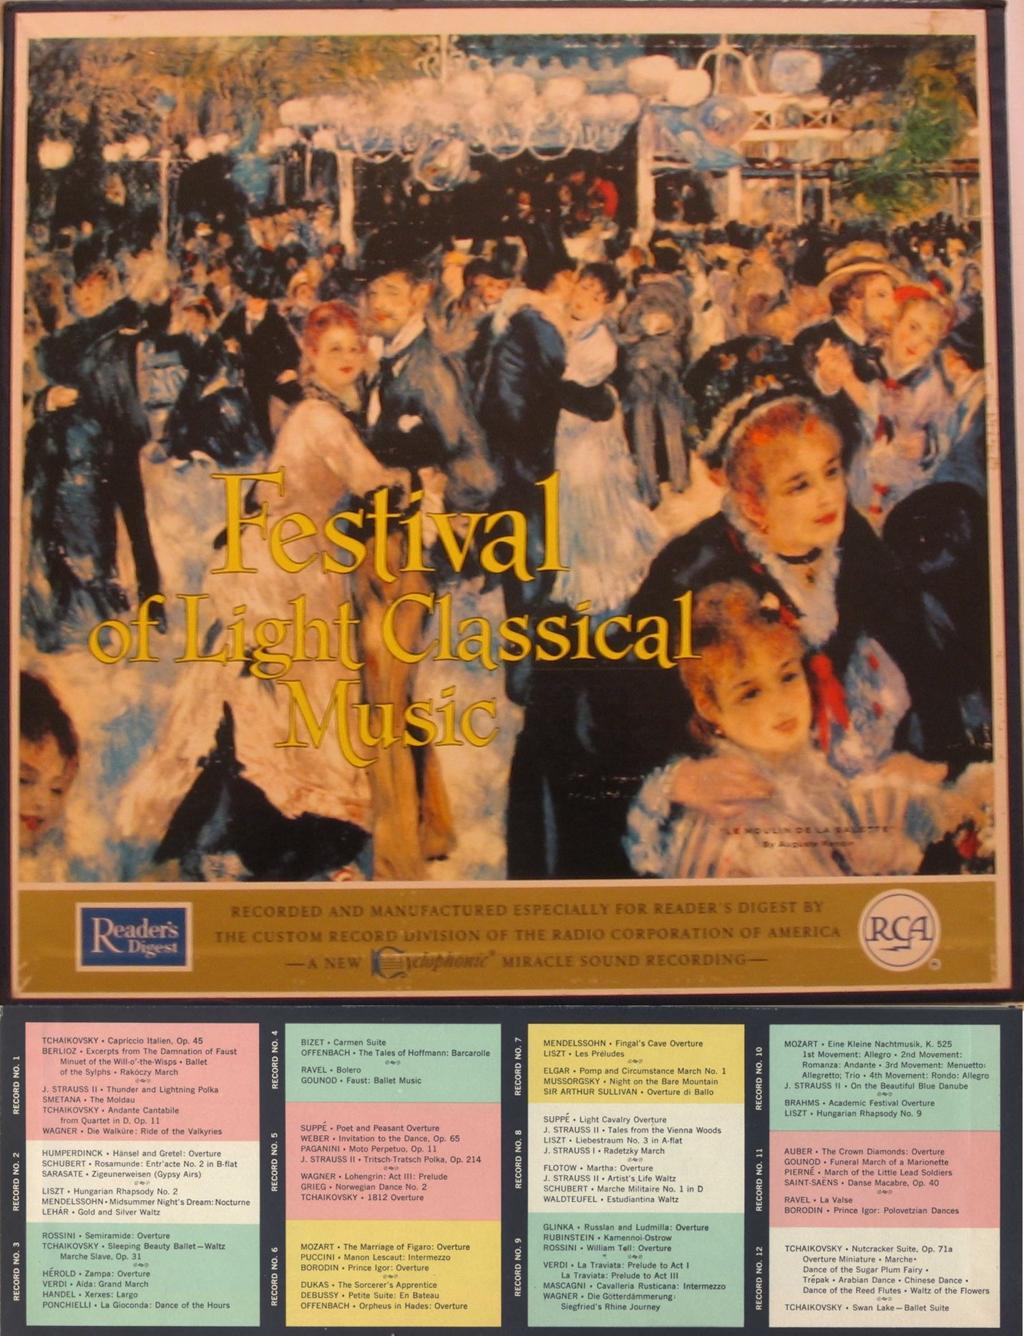 Festival
of Light Classical
Music
"LE MOULIN DE LA GALETTE"
By Auguste Renoir
Reader's
Digest
RECORDED AND MANUFACTURED ESPECIALLY FOR READER'S DIGEST BY
THE CUSTOM RECORD DIVISION OF THE RADIO CORPORATION OF AMERICA
—A NEW Cyclophonic® MIRACLE SOUND RECORDING—
RCA
®
RECORD NO. 1
TCHAIKOVSKY • Capriccio Italien, Op. 45
BERLIOZ • Excerpts from The Damnation of Faust
Minuet of the Will-o'-the-Wisps • Ballet
of the Sylphs • Rakóczy March
J. STRAUSS II • Thunder and Lightning Polka
SMETANA • The Moldau
TCHAIKOVSKY • Andante Cantabile
from Quartet in D, Op. 11
WAGNER • Die Walküre: Ride of the Valkyries
RECORD NO. 2
HUMPERDINCK • Hänsel and Gretel: Overture
SCHUBERT • Rosamunde: Entr'acte No. 2 in B-flat
SARASATE • Zigeunerweisen (Gypsy Airs)
LISZT • Hungarian Rhapsody No. 2
MENDELSSOHN • Midsummer Night's Dream: Nocturne
LEHÁR • Gold and Silver Waltz
RECORD NO. 3
ROSSINI • Semiramide: Overture
TCHAIKOVSKY • Sleeping Beauty Ballet—Waltz
Marche Slave, Op. 31
HÉROLD • Zampa: Overture
VERDI • Aïda: Grand March
HANDEL • Xerxes: Largo
PONCHIELLI • La Gioconda: Dance of the Hours
RECORD NO. 4
BIZET • Carmen Suite
OFFENBACH • The Tales of Hoffmann: Barcarolle
RAVEL • Bolero
GOUNOD • Faust: Ballet Music
RECORD NO. 5
SUPPÉ • Poet and Peasant Overture
WEBER • Invitation to the Dance, Op. 65
PAGANINI • Moto Perpetuo, Op. 11
J. STRAUSS II • Tritsch-Tratsch Polka, Op. 214
WAGNER • Lohengrin: Act III: Prelude
GRIEG • Norwegian Dance No. 2
TCHAIKOVSKY • 1812 Overture
RECORD NO. 6
MOZART • The Marriage of Figaro: Overture
PUCCINI • Manon Lescaut: Intermezzo
BORODIN • Prince Igor: Overture
DUKAS • The Sorcerer's Apprentice
DEBUSSY • Petite Suite: En Bateau
OFFENBACH • Orpheus in Hades: Overture
RECORD NO. 7
MENDELSSOHN • Fingal's Cave Overture
LISZT • Les Préludes
ELGAR • Pomp and Circumstance March No. 1
MUSSORGSKY • Night on the Bare Mountain
SIR ARTHUR SULLIVAN • Overture di Ballo
RECORD NO. 8
SUPPÉ • Light Cavalry Overture
J. STRAUSS II • Tales from the Vienna Woods
LISZT • Liebestraum No. 3 in A-flat
J. STRAUSS I • Radetzky March
FLOTOW • Martha: Overture
J. STRAUSS II • Artist's Life Waltz
SCHUBERT • Marche Militaire No. 1 in D
WALDTEUFEL • Estudiantina Waltz
RECORD NO. 9
GLINKA • Russlan and Ludmilla: Overture
RUBINSTEIN • Kamennoi-Ostrow
ROSSINI • William Tell: Overture
VERDI • La Traviata: Prelude to Act I
La Traviata: Prelude to Act III
MASCAGNI • Cavalleria Rusticana: Intermezzo
WAGNER • Die Götterdämmerung:
Siegfried's Rhine Journey
RECORD NO. 10
MOZART • Eine Kleine Nachtmusik, K. 525
1st Movement: Allegro • 2nd Movement:
Romanza: Andante • 3rd Movement: Menuetto:
Allegretto; Trio • 4th Movement: Rondo: Allegro
J. STRAUSS II • On the Beautiful Blue Danube
BRAHMS • Academic Festival Overture
LISZT • Hungarian Rhapsody No. 9
RECORD NO. 11
AUBER • The Crown Diamonds: Overture
GOUNOD • Funeral March of a Marionette
PIERNÉ • March of the Little Lead Soldiers
SAINT-SAËNS • Danse Macabre, Op. 40
RAVEL • La Valse
BORODIN • Prince Igor: Polovetzian Dances
RECORD NO. 12
TCHAIKOVSKY • Nutcracker Suite, Op. 71a
Overture Miniature • Marche •
Dance of the Sugar Plum Fairy •
Trépak • Arabian Dance • Chinese Dance •
Dance of the Reed Flutes • Waltz of the Flowers
TCHAIKOVSKY • Swan Lake—Ballet Suite